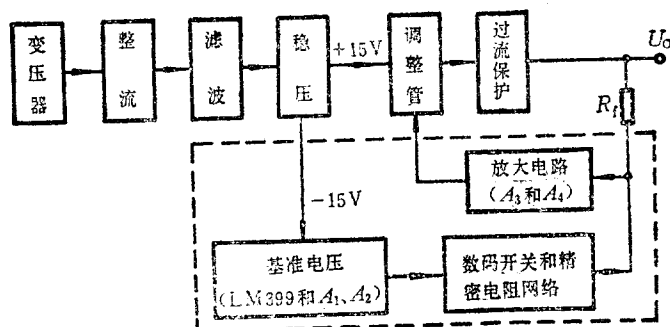 变压器
整流
滤波
稳压
+15V
调整管
过流保护
U₀
R_f
放大电路
(A₃和A₄)
-15V
基准电压
(LM399和A₁、A₂)
数码开关和精
密电阻网络